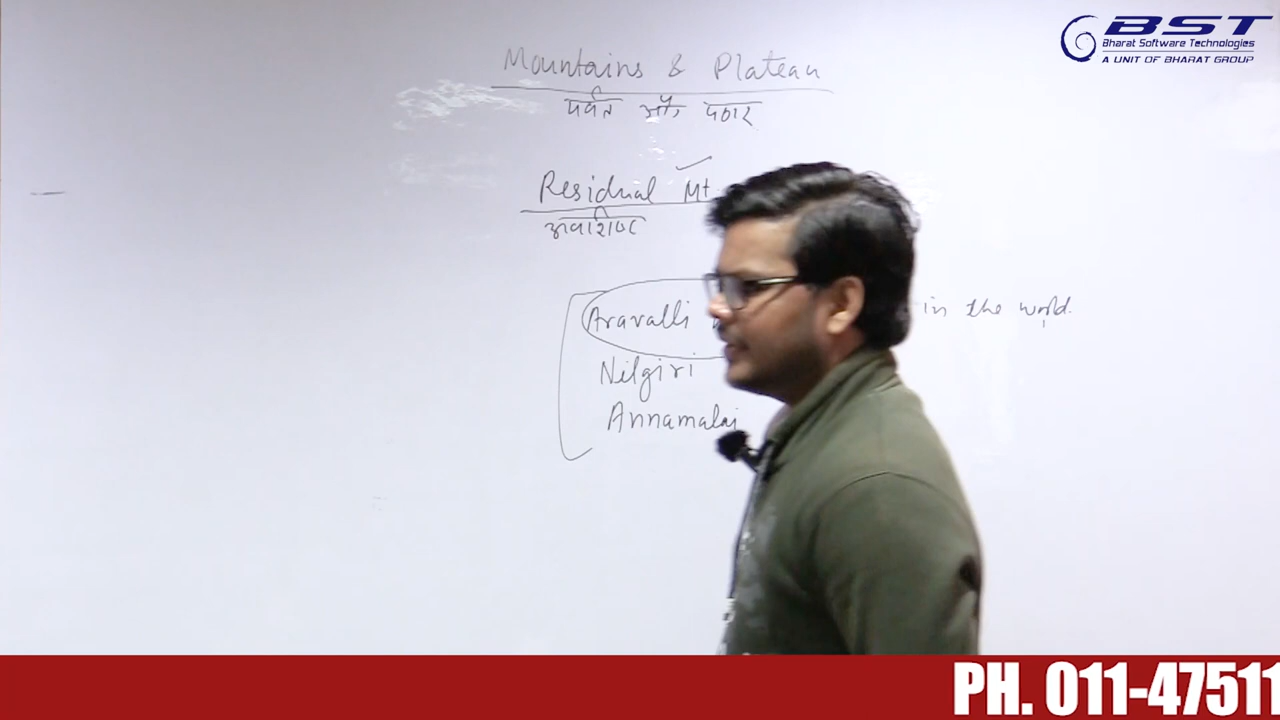 BST
Bharat Software Technologies
A UNIT OF BHARAT GROUP
Mountains & Plateau
पर्वत और पठार
Residual Mt
अवशिष्ट
Aravalli in the world.
Nilgiri
Annamalai
PH. 011-47511